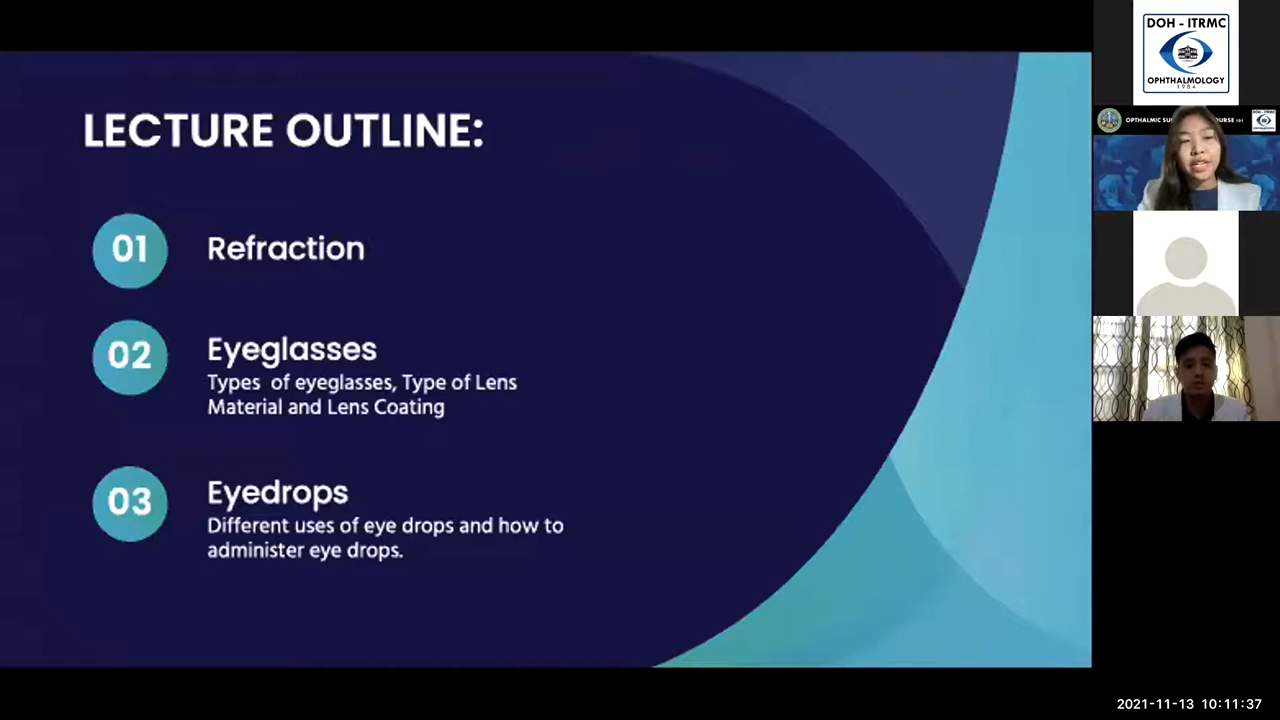 LECTURE OUTLINE:
01
Refraction
02
Eyeglasses
Types of eyeglasses, Type of Lens
Material and Lens Coating
03
Eyedrops
Different uses of eye drops and how to
administer eye drops.
DOH - ITRMC
OPHTHALMOLOGY
1984
OPTHALMIC
2021-11-13 10:11:37